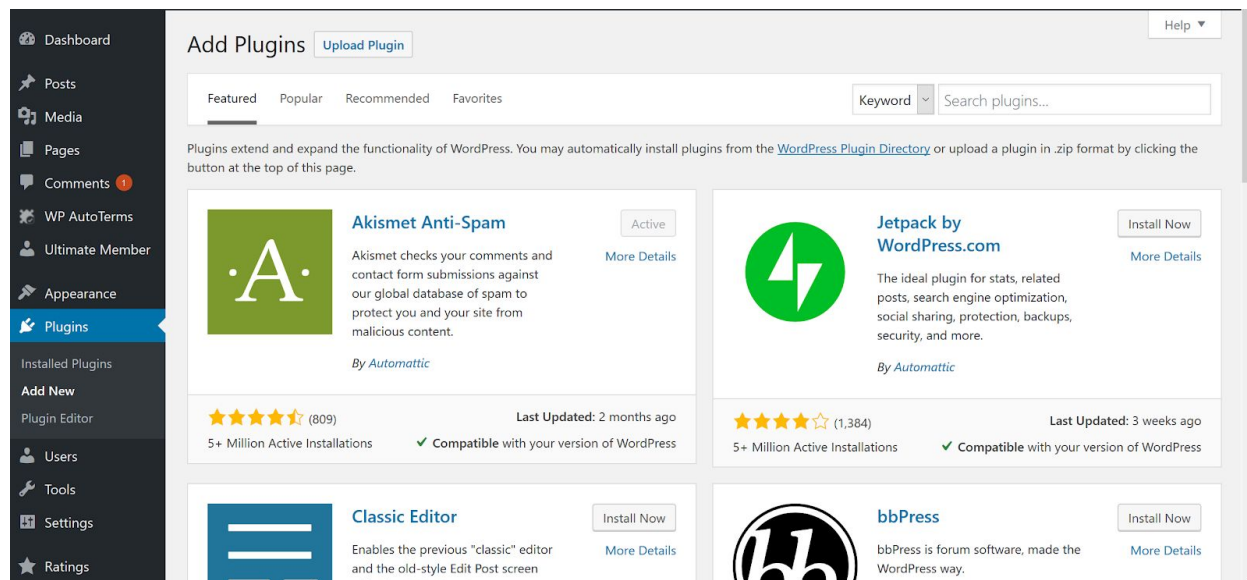 Dashboard
Posts
Media
Pages
Comments 1
WP AutoTerms
Ultimate Member
Appearance
Plugins
Installed Plugins
Add New
Plugin Editor
Users
Tools
Settings
Ratings
Help
Add Plugins Upload Plugin
Featured Popular Recommended Favorites Keyword Search plugins...
Plugins extend and expand the functionality of WordPress. You may automatically install plugins from the WordPress Plugin Directory or upload a plugin in .zip format by clicking the
button at the top of this page.
·A·
Akismet Anti-Spam
Active
More Details
Akismet checks your comments and
contact form submissions against
our global database of spam to
protect you and your site from
malicious content.
By Automattic
(809)
Last Updated: 2 months ago
5+ Million Active Installations
Compatible with your version of WordPress
Jetpack by
WordPress.com
Install Now
More Details
The ideal plugin for stats, related
posts, search engine optimization,
social sharing, protection, backups,
security, and more.
By Automattic
(1,384)
Last Updated: 3 weeks ago
5+ Million Active Installations
Compatible with your version of WordPress
Classic Editor
Install Now
More Details
Enables the previous "classic" editor
and the old-style Edit Post screen
bb
bbPress
Install Now
More Details
bbPress is forum software, made the
WordPress way.